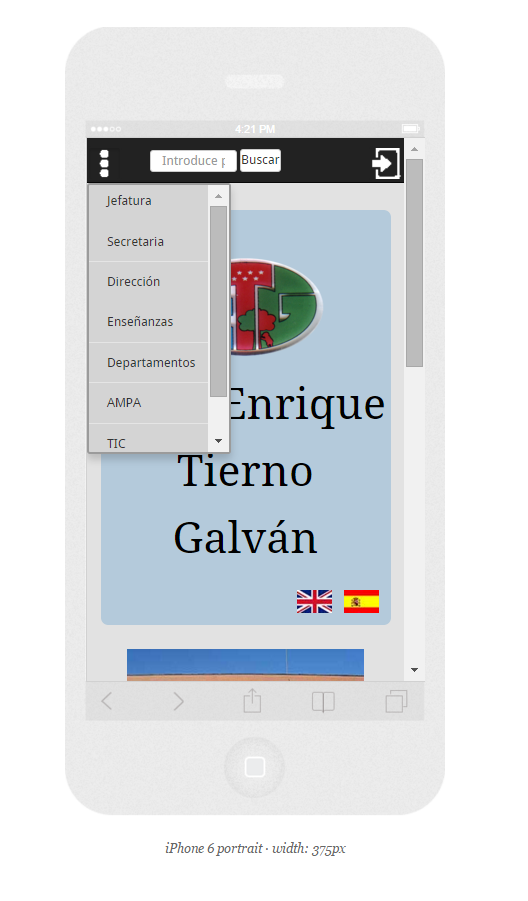 4:21 PM
Introduce p
Buscar
Jefatura
Secretaria
Dirección
Enseñanzas
Departamentos
AMPA
TIC
Enrique
Tierno
Galván
iPhone 6 portrait · width: 375px